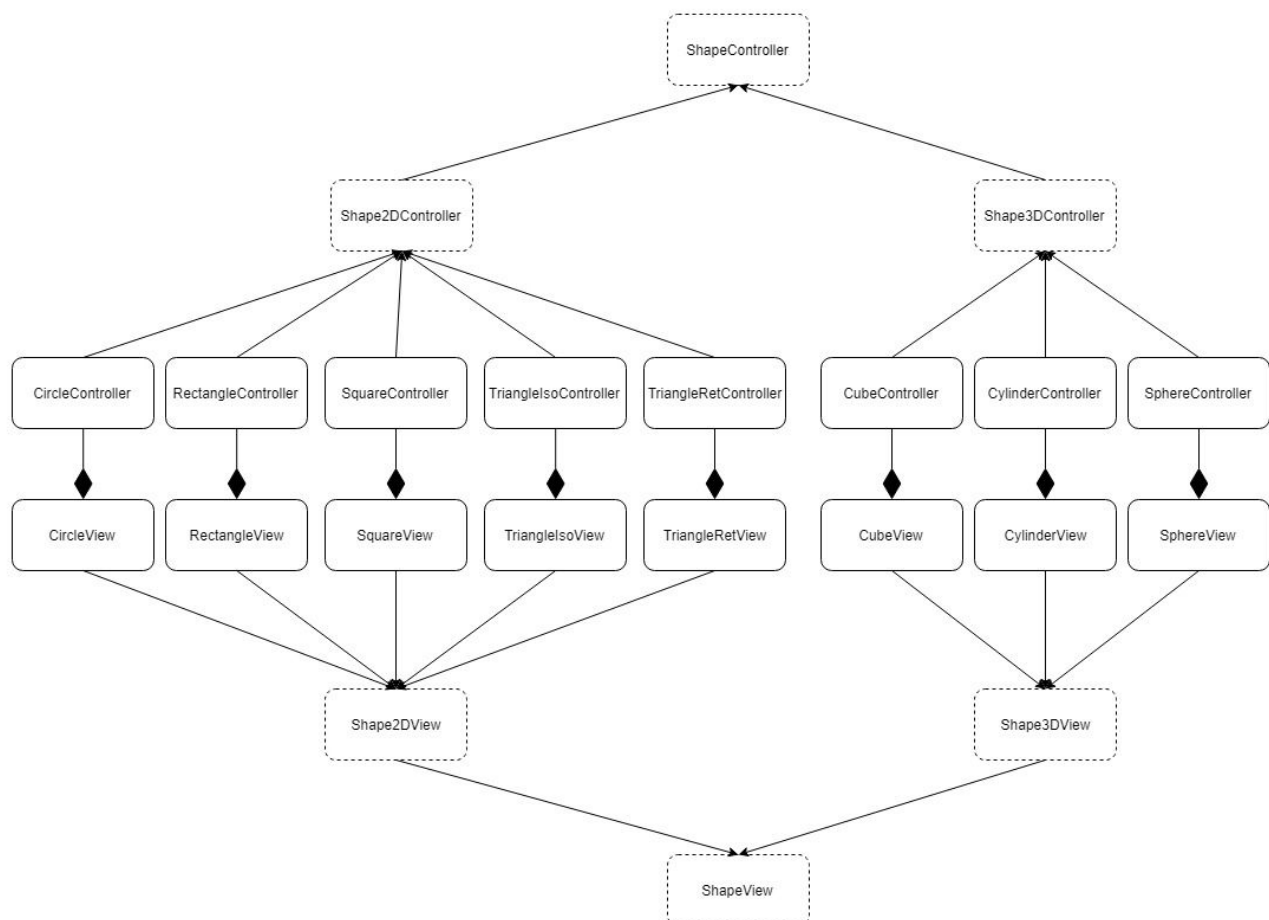 ShapeController
Shape2DController
Shape3DController
CircleController
RectangleController
SquareController
TriangleIsoController
TriangleRetController
CubeController
CylinderController
SphereController
CircleView
RectangleView
SquareView
TriangleIsoView
TriangleRetView
CubeView
CylinderView
SphereView
Shape2DView
Shape3DView
ShapeView